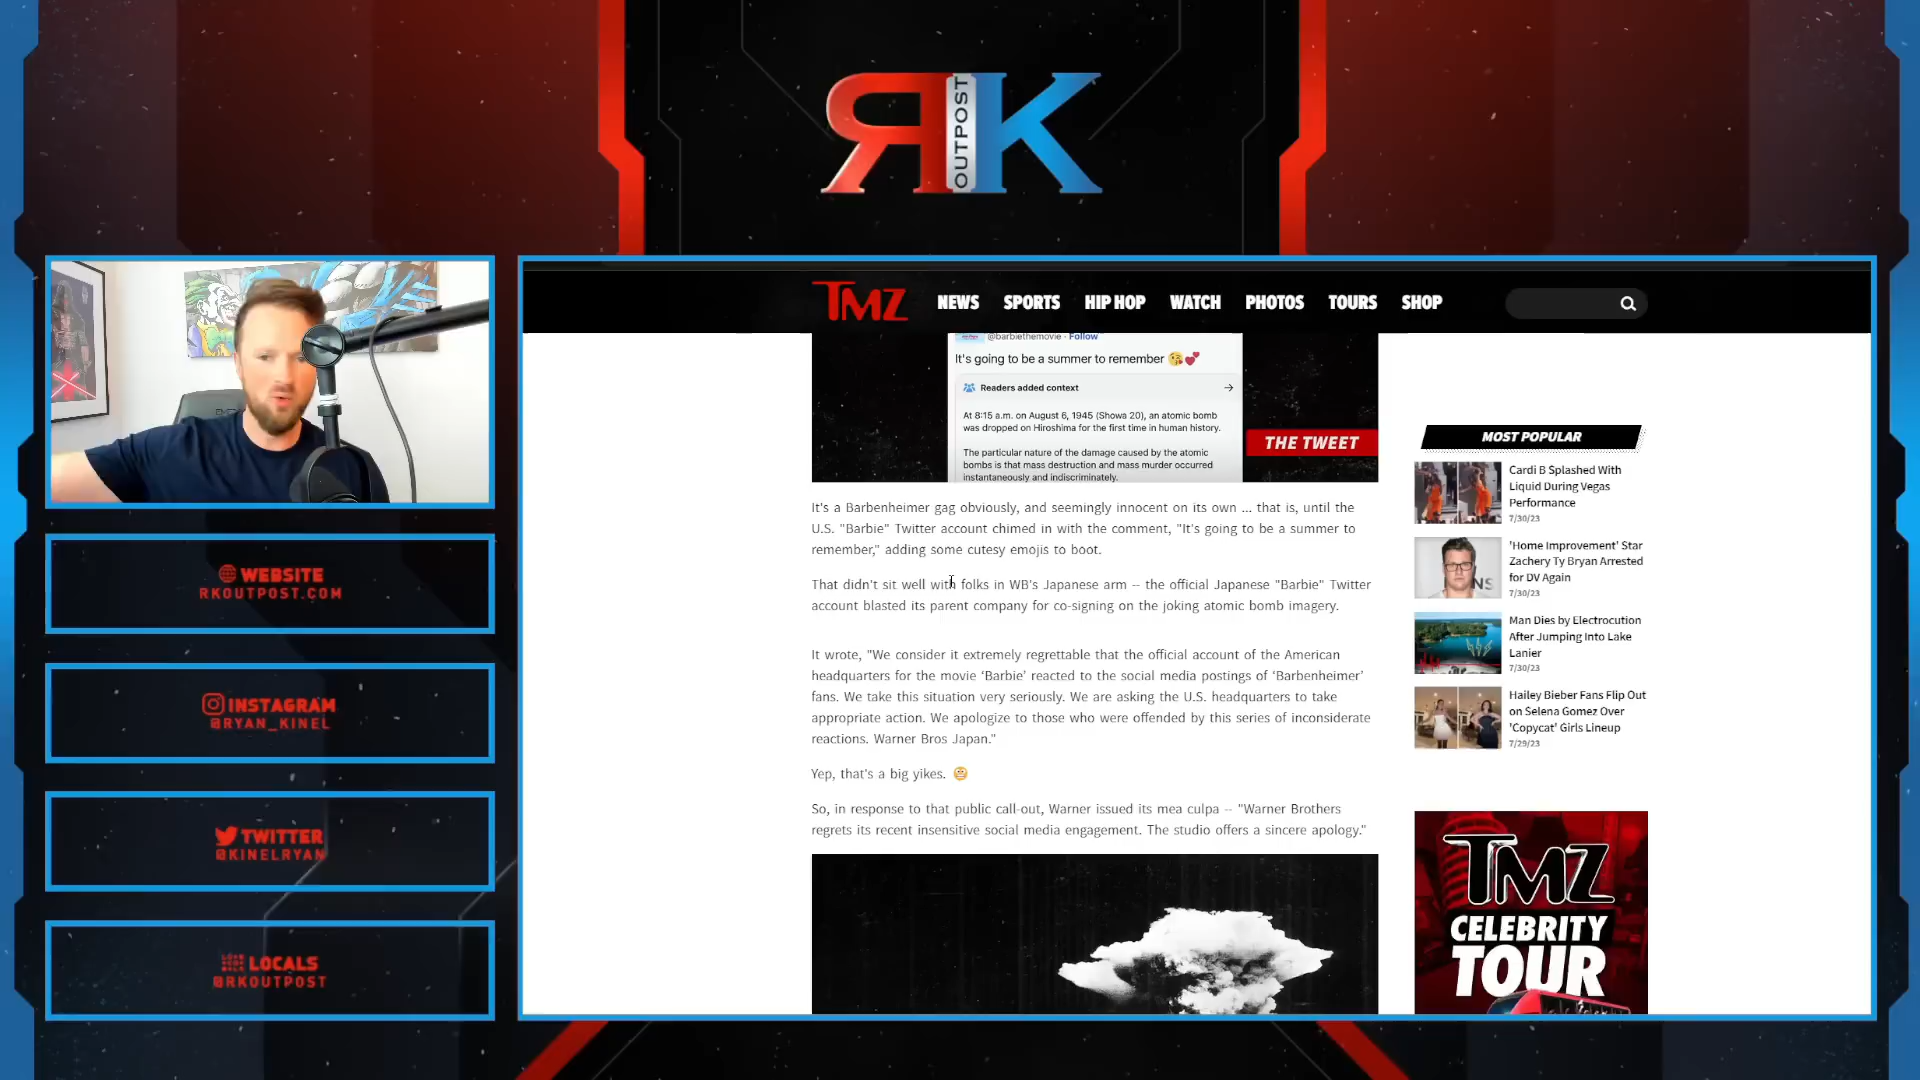 RK
OUTPOST
WEBSITE
RKOUTPOST.COM
INSTAGRAM
@RYAN_KINEL
TWITTER
@KINELRYAN
LOCALS
@RKOUTPOST
TMZ
NEWS SPORTS HIP HOP WATCH PHOTOS TOURS SHOP
@barbiethemovie · Follow
It's going to be a summer to remember 😘💕
Readers added context
At 8:15 a.m. on August 6, 1945 (Showa 20), an atomic bomb
was dropped on Hiroshima for the first time in human history.
The particular nature of the damage caused by the atomic
bombs is that mass destruction and mass murder occurred
instantaneously and indiscriminately.
THE TWEET
It's a Barbenheimer gag obviously, and seemingly innocent on its own ... that is, until the
U.S. "Barbie" Twitter account chimed in with the comment, "It's going to be a summer to
remember," adding some cutesy emojis to boot.
That didn't sit well with folks in WB's Japanese arm -- the official Japanese "Barbie" Twitter
account blasted its parent company for co-signing on the joking atomic bomb imagery.
It wrote, "We consider it extremely regrettable that the official account of the American
headquarters for the movie ‘Barbie’ reacted to the social media postings of ‘Barbenheimer’
fans. We take this situation very seriously. We are asking the U.S. headquarters to take
appropriate action. We apologize to those who were offended by this series of inconsiderate
reactions. Warner Bros Japan."
Yep, that's a big yikes. 😬
So, in response to that public call-out, Warner issued its mea culpa -- "Warner Brothers
regrets its recent insensitive social media engagement. The studio offers a sincere apology."
MOST POPULAR
Cardi B Splashed With
Liquid During Vegas
Performance
7/30/23
'Home Improvement' Star
Zachery Ty Bryan Arrested
for DV Again
7/30/23
Man Dies by Electrocution
After Jumping Into Lake
Lanier
7/30/23
Hailey Bieber Fans Flip Out
on Selena Gomez Over
'Copycat' Girls Lineup
7/29/23
TMZ
CELEBRITY
TOUR